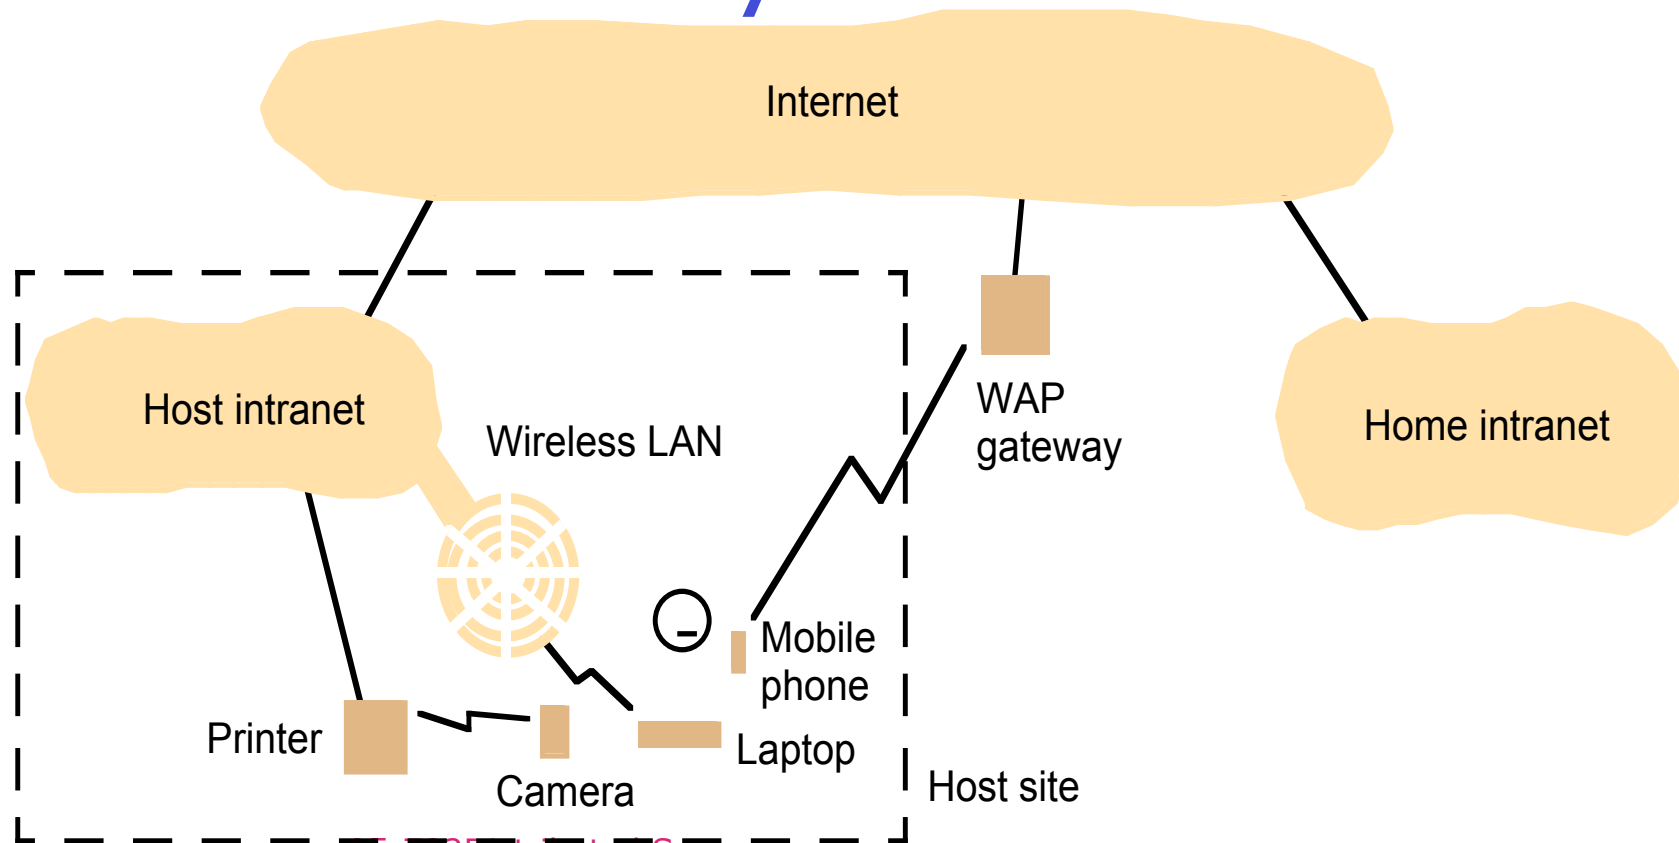 Internet
WAP
gateway
Host intranet
Home intranet
Wireless LAN
Mobile
phone
Printer
Laptop
Camera
Host site